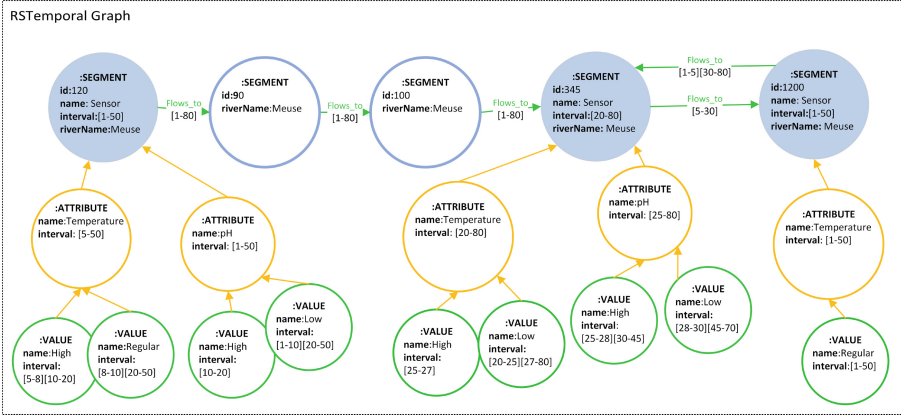 RSTemporal Graph
:SEGMENT
id:120
name: Sensor
interval:[1-50]
riverName:Meuse
Flows_to
[1-80]
:SEGMENT
id:90
riverName:Meuse
Flows_to
[1-80]
:SEGMENT
id:100
riverName:Meuse
Flows_to
[1-80]
:SEGMENT
id:345
name: Sensor
interval:[20-80]
riverName: Meuse
Flows_to
[1-5][30-80]
Flows_to
[5-30]
:SEGMENT
id:1200
name: Sensor
interval:[1-50]
riverName: Meuse
:ATTRIBUTE
name:Temperature
interval: [5-50]
:ATTRIBUTE
name:pH
interval: [1-50]
:ATTRIBUTE
name:Temperature
interval: [20-80]
:ATTRIBUTE
name:pH
interval: [25-80]
:ATTRIBUTE
name:Temperature
interval: [1-50]
:VALUE
name:High
interval:
[5-8][10-20]
:VALUE
name:Regular
interval:
[8-10][20-50]
:VALUE
name:High
interval:
[10-20]
:VALUE
name:Low
interval:
[1-10][20-50]
:VALUE
name:High
interval:
[25-27]
:VALUE
name:Low
interval:
[20-25][27-80]
:VALUE
name:High
interval:
[25-28][30-45]
:VALUE
name:Low
interval:
[28-30][45-70]
:VALUE
name:Regular
interval:[1-50]